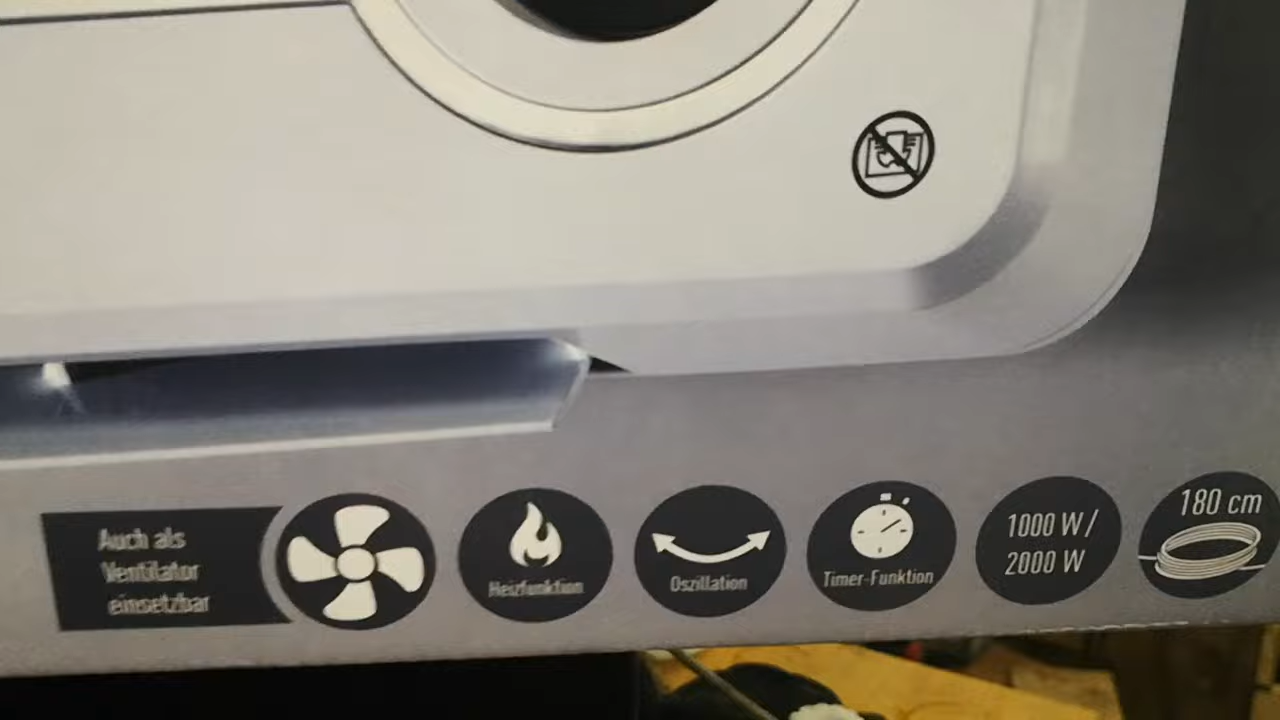 Auch als
Ventilator
einsetzbar
Heizfunktion
Oszillation
Timer-Funktion
1000 W /
2000 W
180 cm